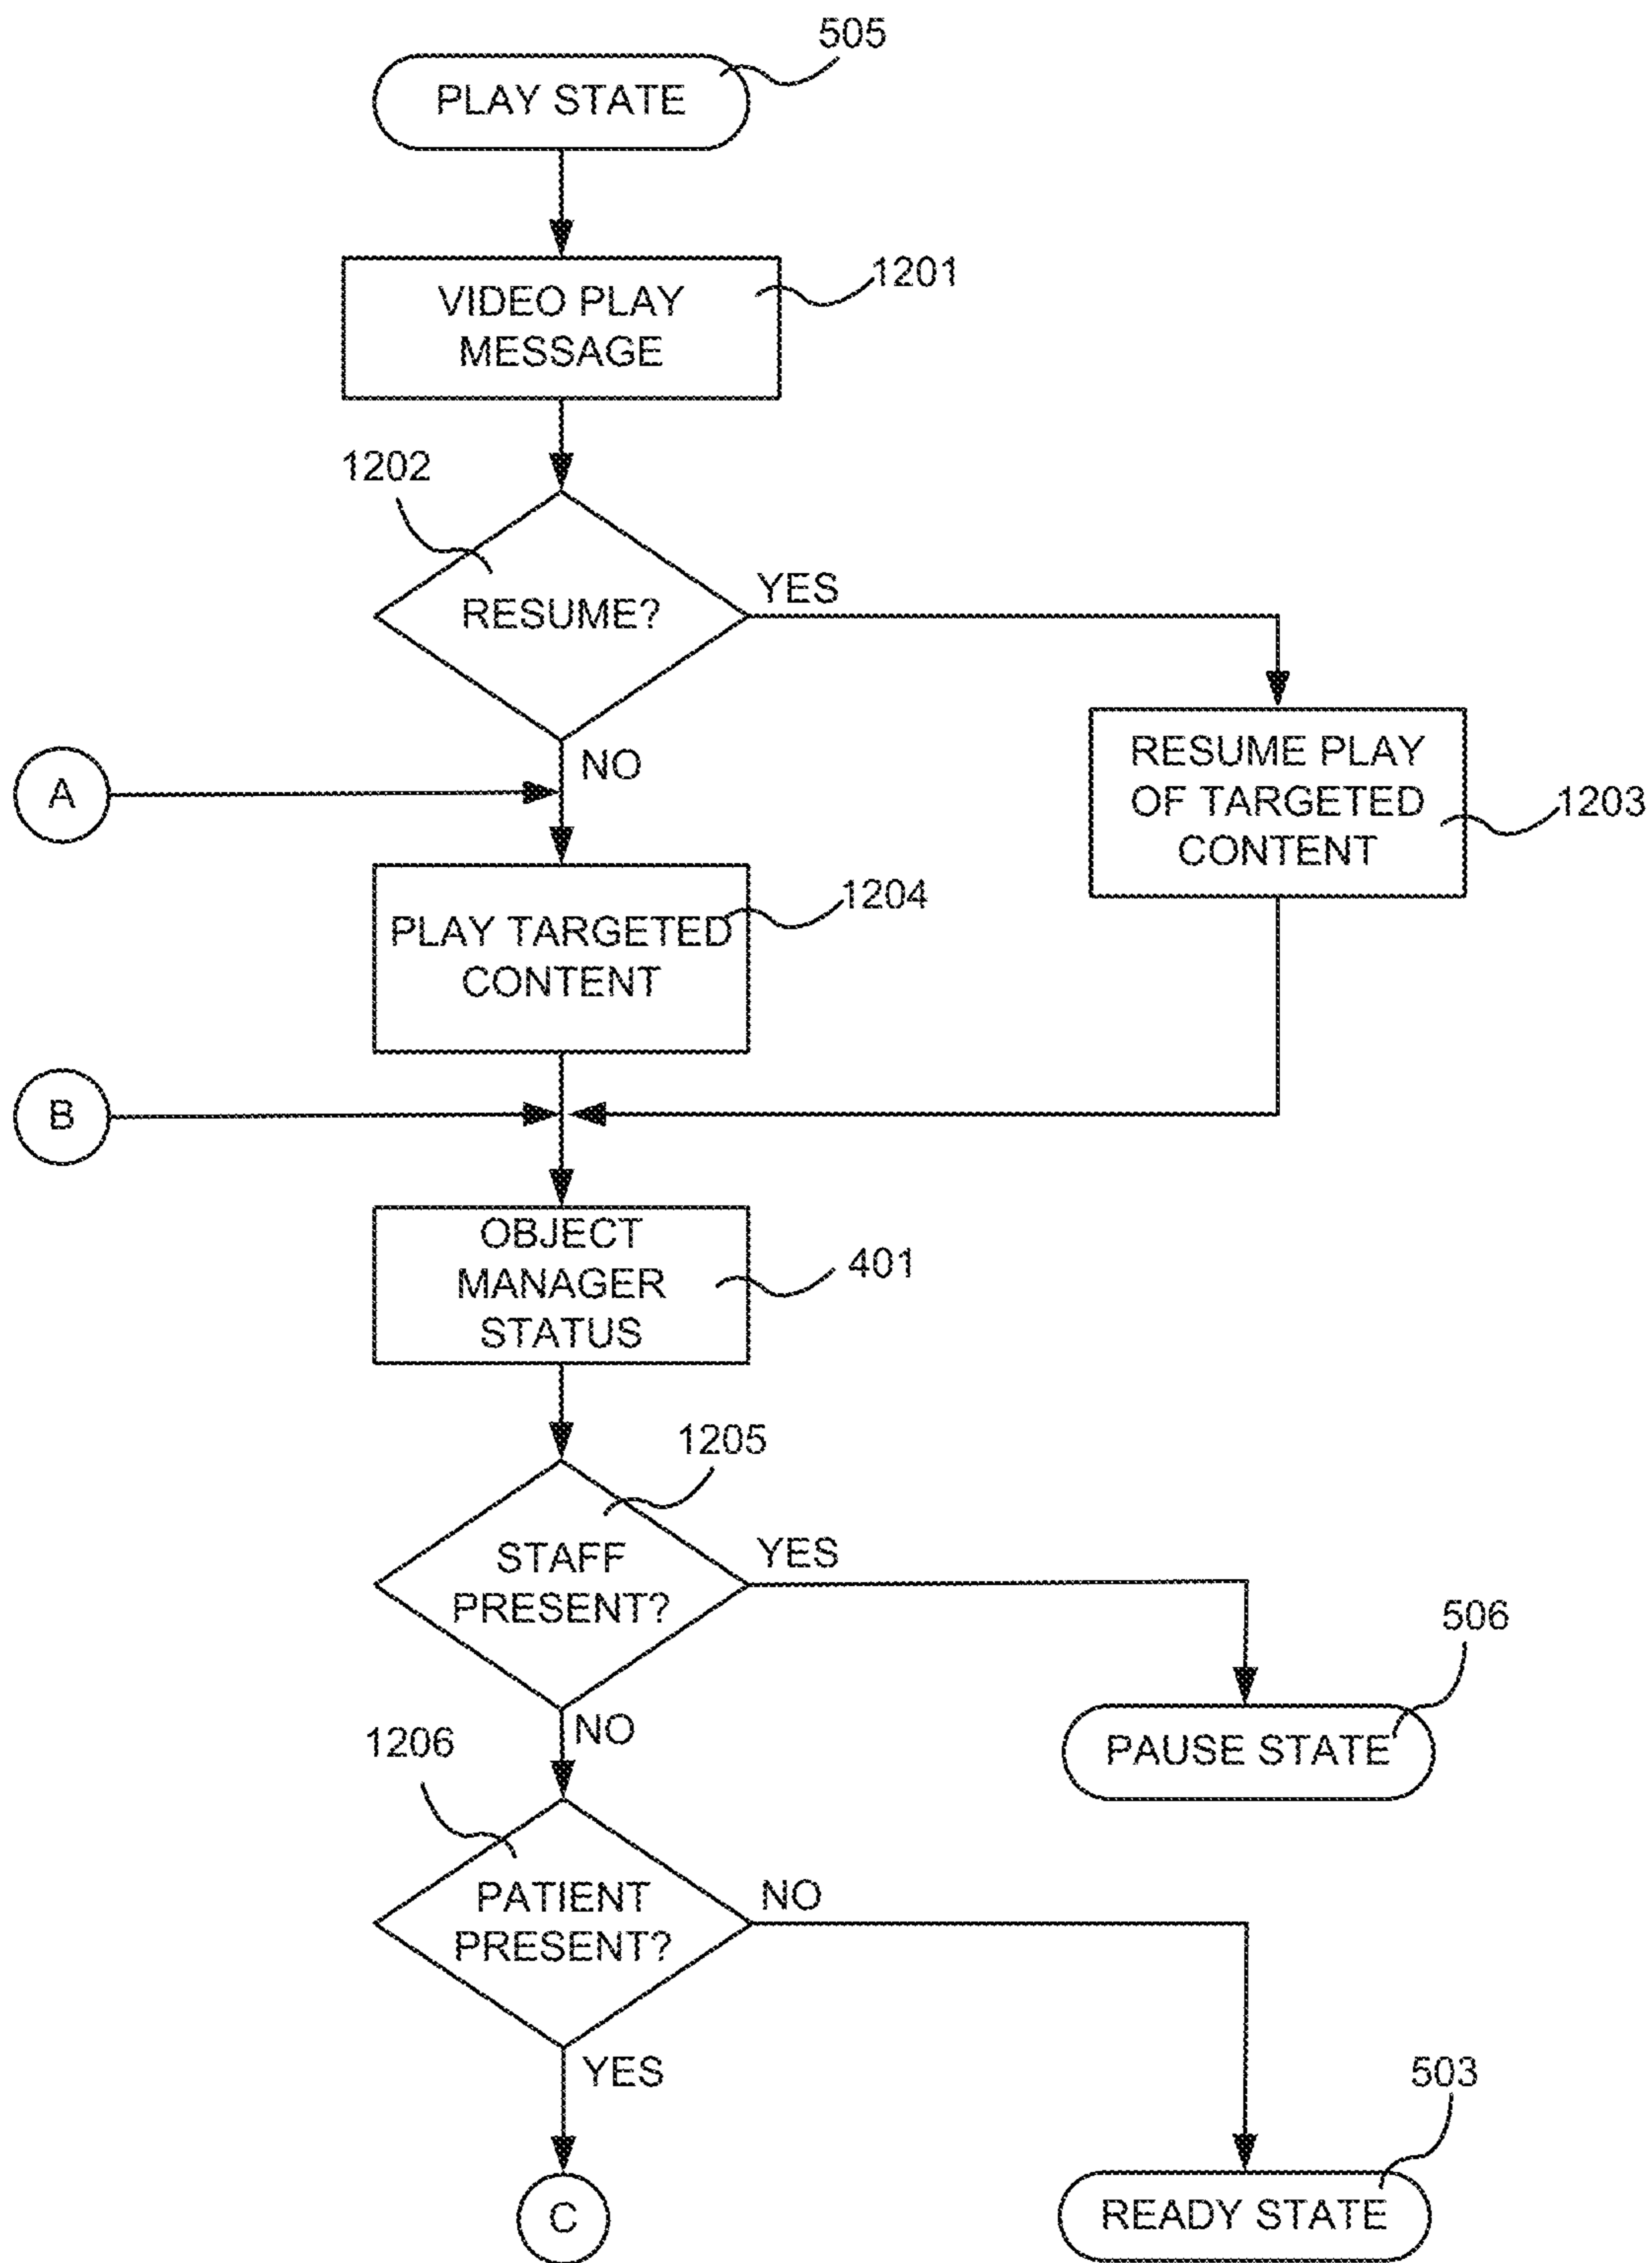 505
PLAY STATE
1201
VIDEO PLAY
MESSAGE
1202
RESUME?
YES
NO
A
RESUME PLAY
OF TARGETED
CONTENT
1203
1204
PLAY TARGETED
CONTENT
B
OBJECT
MANAGER
STATUS
401
1205
STAFF
PRESENT?
YES
506
NO
PAUSE STATE
1206
PATIENT
PRESENT?
NO
YES
503
C
READY STATE